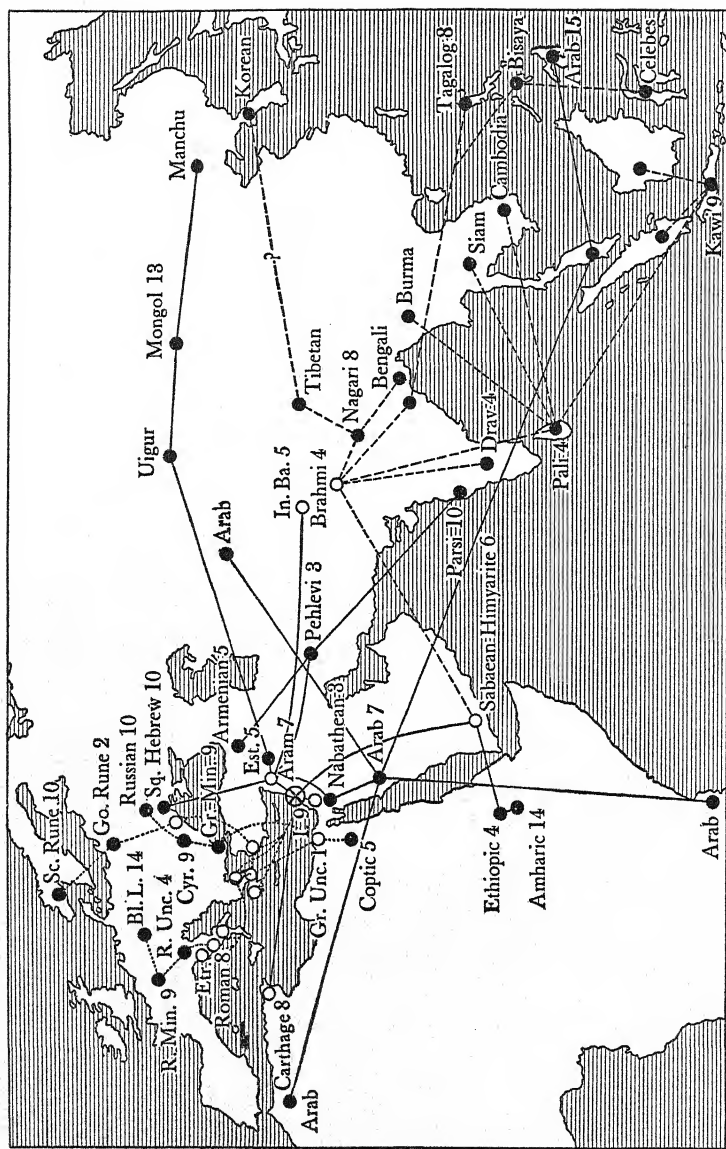 Sc. Rune 10
Go. Rune 2
Russian 10
Sq. Hebrew 10
Bl. L. 14
R. Unc. 4
Cyr. 9
Gr. Min. 9
R. Min. 9
Etr.
Roman 8
Carthage 8
Arab
Armenian 5
Est. 5
Aram 7
Nabathean 3
Arab 7
Gr. Unc. 1
Coptic 5
Ethiopic 4
Amharic 14
Arab
Sabaean-Himyarite 6
Pehlevi 3
Arab
Uigur
Mongol 13
Manchu
Korean
?
In. Ba. 5
Brahmi 4
Tibetan
Nagari 8
Bengali
Burma
Siam
Cambodia
Parsi 10
Drav. 4
Pali 4
Tagalog 8
Bisaya
Arab 15
Celebes
Kawi 9